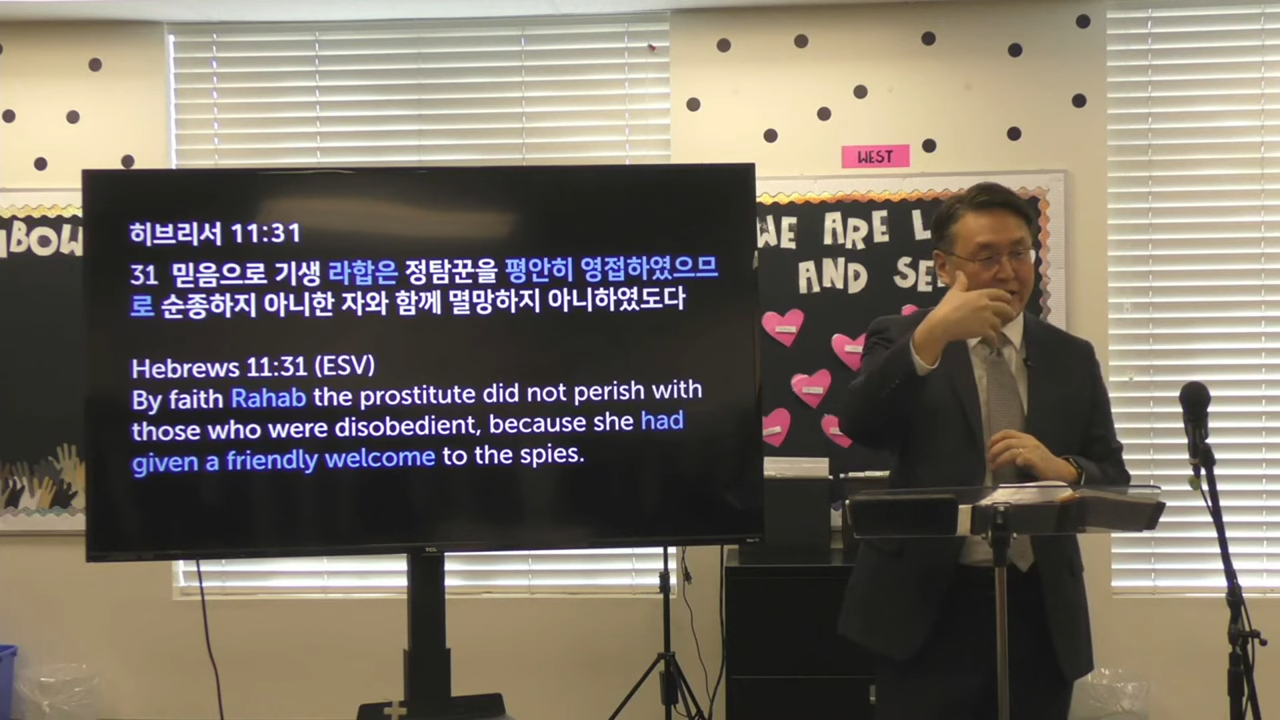 WEST
BOW
WE ARE L
AND SE
히브리서 11:31
31 믿음으로 기생 라합은 정탐꾼을 평안히 영접하였으므
로 순종하지 아니한 자와 함께 멸망하지 아니하였도다
Hebrews 11:31 (ESV)
By faith Rahab the prostitute did not perish with
those who were disobedient, because she had
given a friendly welcome to the spies.
TCL